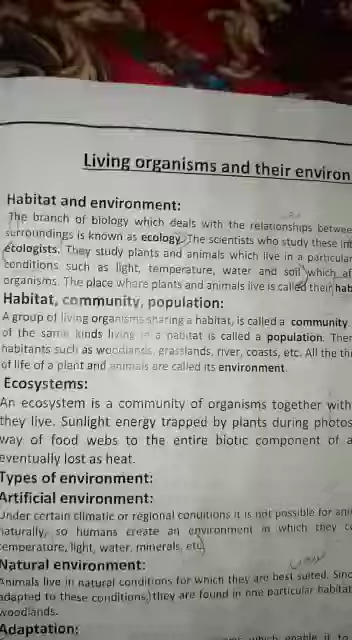 Living organisms and their environ
Habitat and environment:
The branch of biology which deals with the relationships betwee
surroundings is known as ecology. The scientists who study these int
ecologists. They study plants and animals which live in a particular
conditions such as light, temperature, water and soil which af
organisms. The place where plants and animals live is called their hab
Habitat, community, population:
A group of living organisms sharing a habitat, is called a community.
of the same kinds living in a habitat is called a population. Ther
habitants such as woodlands, grasslands, river, coasts, etc. All the thi
of life of a plant and animals are called its environment.
Ecosystems:
An ecosystem is a community of organisms together with
they live. Sunlight energy trapped by plants during photos
way of food webs to the entire biotic component of a
eventually lost as heat.
Types of environment:
Artificial environment:
Under certain climatic or regional conditions it is not possible for ani
naturally, so humans create an environment in which they c
temperature, light, water, minerals, etc
Natural environment:
Animals live in natural conditions for which they are best suited. Sinc
adapted to these conditions, they are found in one particular habitat
woodlands.
Adaptation:
which enable it to